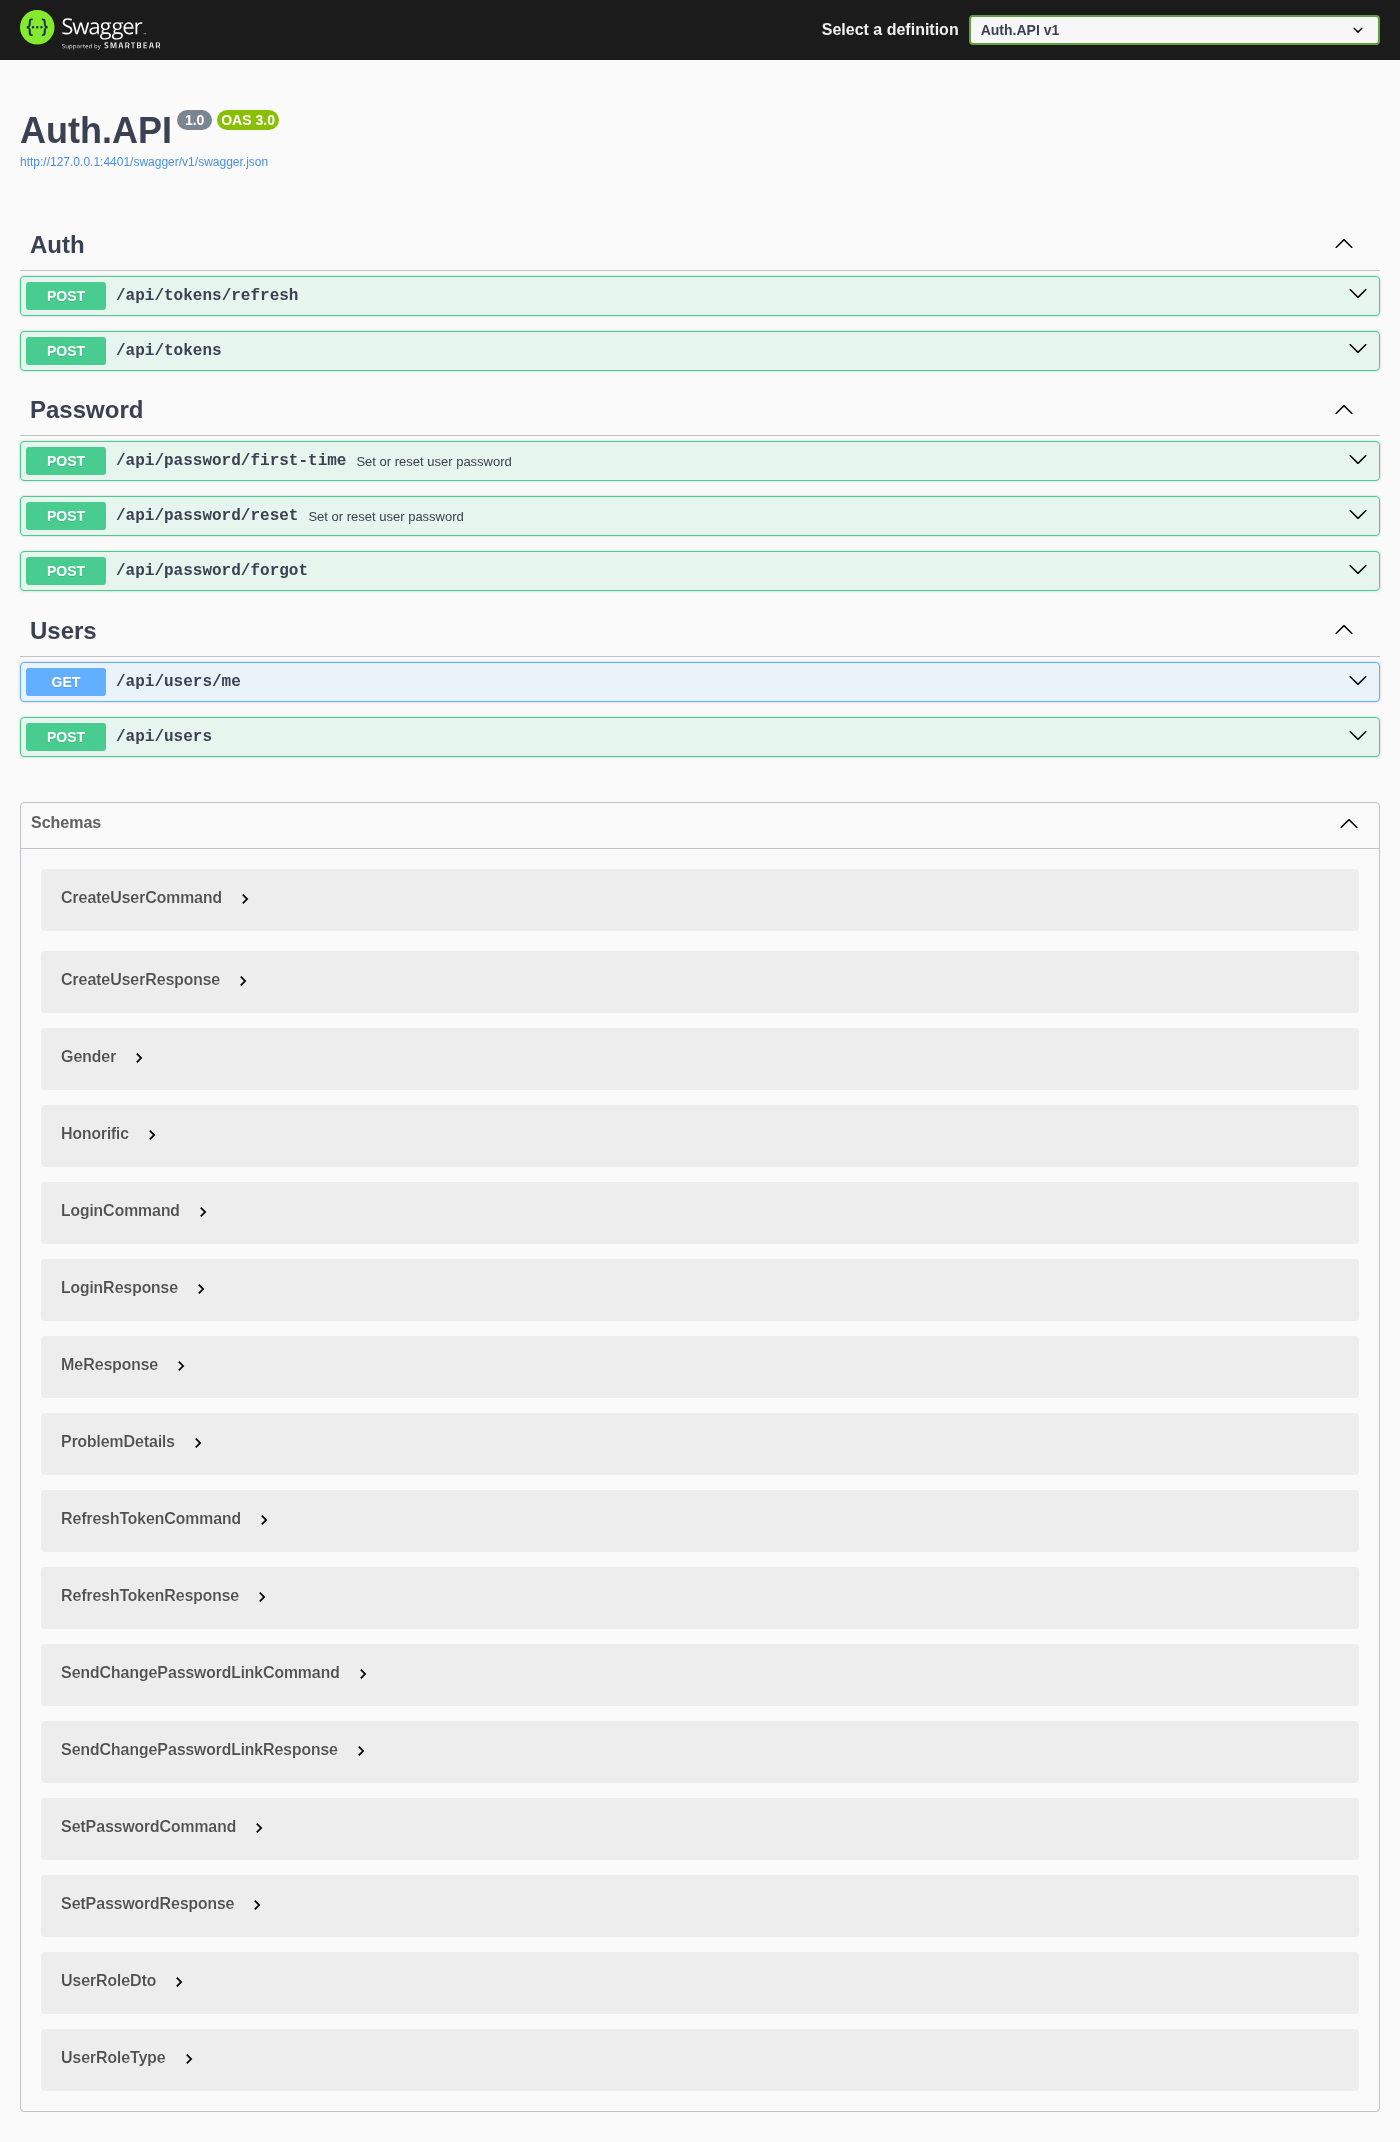 Swagger
Supported by SMARTBEAR
Select a definition
Auth.API v1
Auth.API 1.0 OAS 3.0
http://127.0.0.1:4401/swagger/v1/swagger.json
Auth
POST /api/tokens/refresh
POST /api/tokens
Password
POST /api/password/first-time Set or reset user password
POST /api/password/reset Set or reset user password
POST /api/password/forgot
Users
GET /api/users/me
POST /api/users
Schemas
CreateUserCommand
CreateUserResponse
Gender
Honorific
LoginCommand
LoginResponse
MeResponse
ProblemDetails
RefreshTokenCommand
RefreshTokenResponse
SendChangePasswordLinkCommand
SendChangePasswordLinkResponse
SetPasswordCommand
SetPasswordResponse
UserRoleDto
UserRoleType